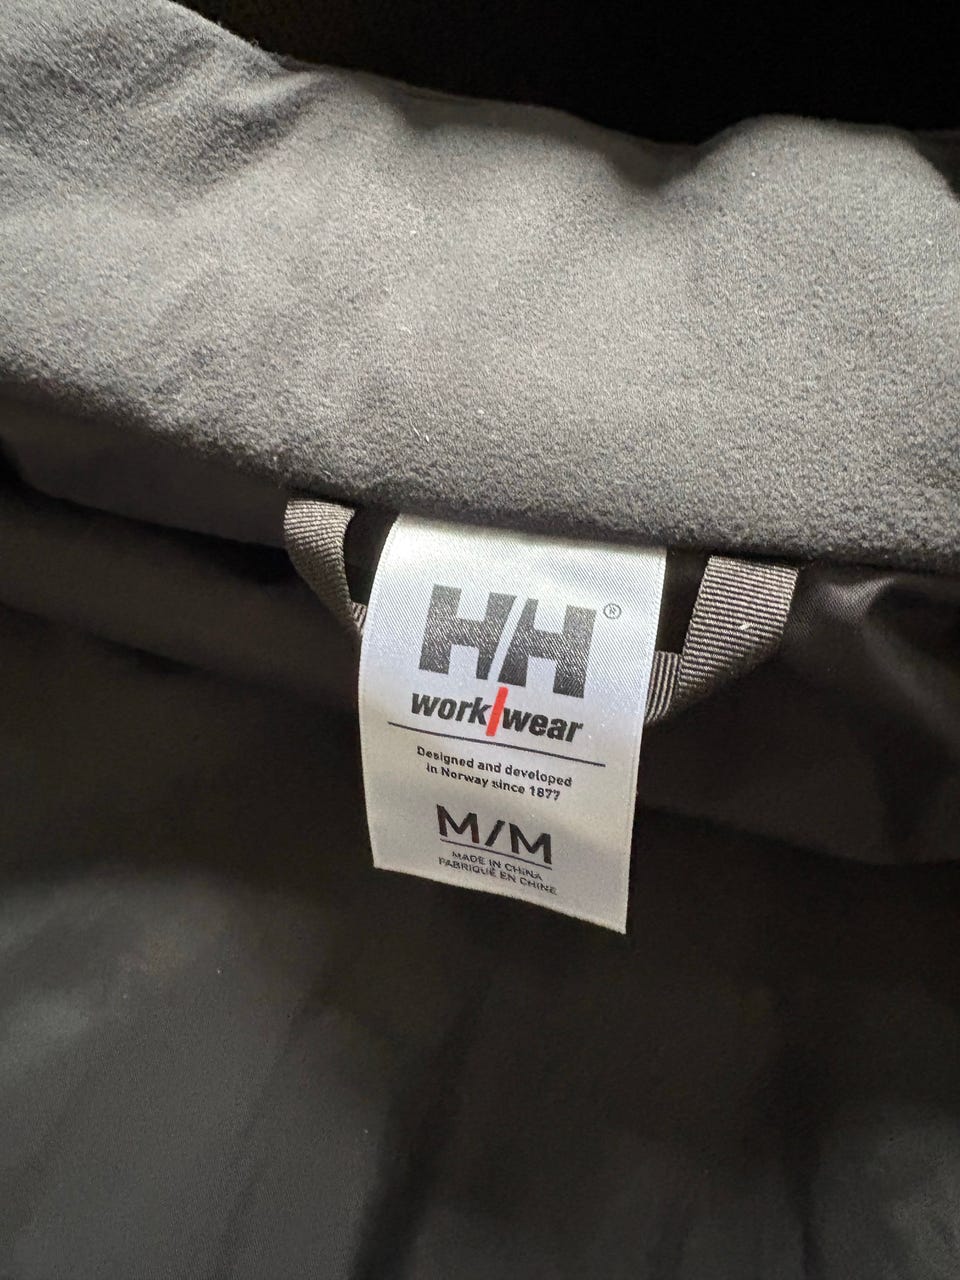 HH®
work/wear
Designed and developed
in Norway since 1877
M/M
MADE IN CHINA
FABRIQUÉ EN CHINE